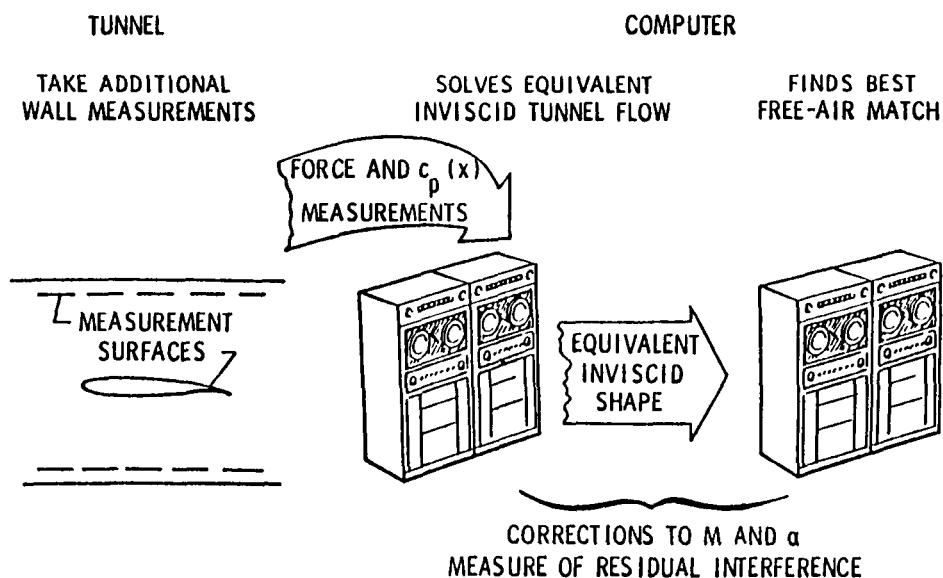 TUNNEL
COMPUTER
TAKE ADDITIONAL
WALL MEASUREMENTS
SOLVES EQUIVALENT
INVISCID TUNNEL FLOW
FINDS BEST
FREE-AIR MATCH
FORCE AND c_p (x)
MEASUREMENTS
MEASUREMENT
SURFACES
EQUIVALENT
INVISCID
SHAPE
CORRECTIONS TO M AND α
MEASURE OF RESIDUAL INTERFERENCE